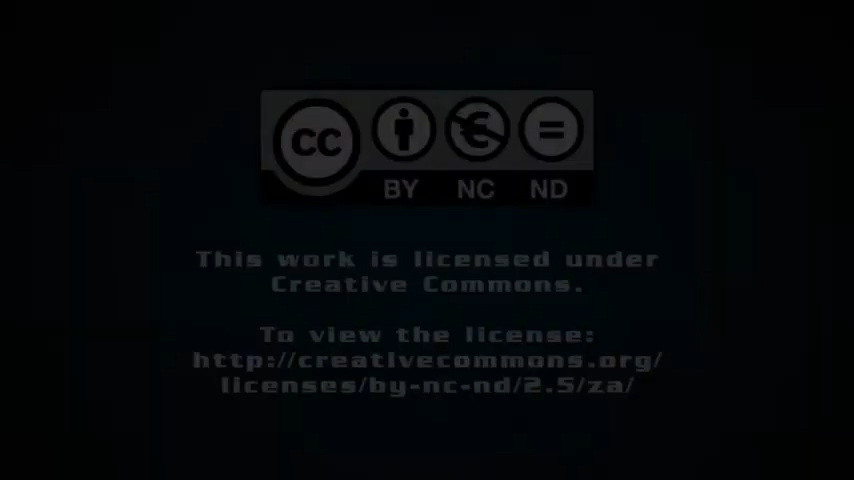 CC
BY NC ND
This work is licensed under
Creative Commons.
To view the license:
http://creativecommons.org/
licenses/by-nc-nd/2.5/za/